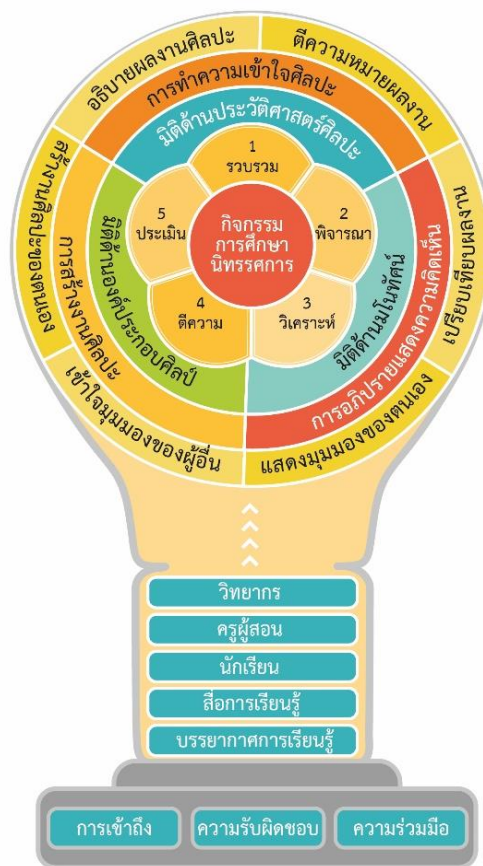 อธิบายผลงานศิลปะ
ตีความหมายผลงาน
เปรียบเทียบผลงาน
แสดงมุมมองของตนเอง
เข้าใจมุมมองของผู้อื่น
สร้างงานศิลปะของตนเอง
การทำความเข้าใจศิลปะ
การอภิปรายแสดงความคิดเห็น
การสร้างงานศิลปะ
มิติด้านประวัติศาสตร์ศิลปะ
มิติด้านมโนทัศน์
มิติด้านองค์ประกอบศิลป์
1
รวบรวม
2
พิจารณา
3
วิเคราะห์
4
ตีความ
5
ประเมิน
กิจกรรม
การศึกษา
นิทรรศการ
วิทยากร
ครูผู้สอน
นักเรียน
สื่อการเรียนรู้
บรรยากาศการเรียนรู้
การเข้าถึง
ความรับผิดชอบ
ความร่วมมือ